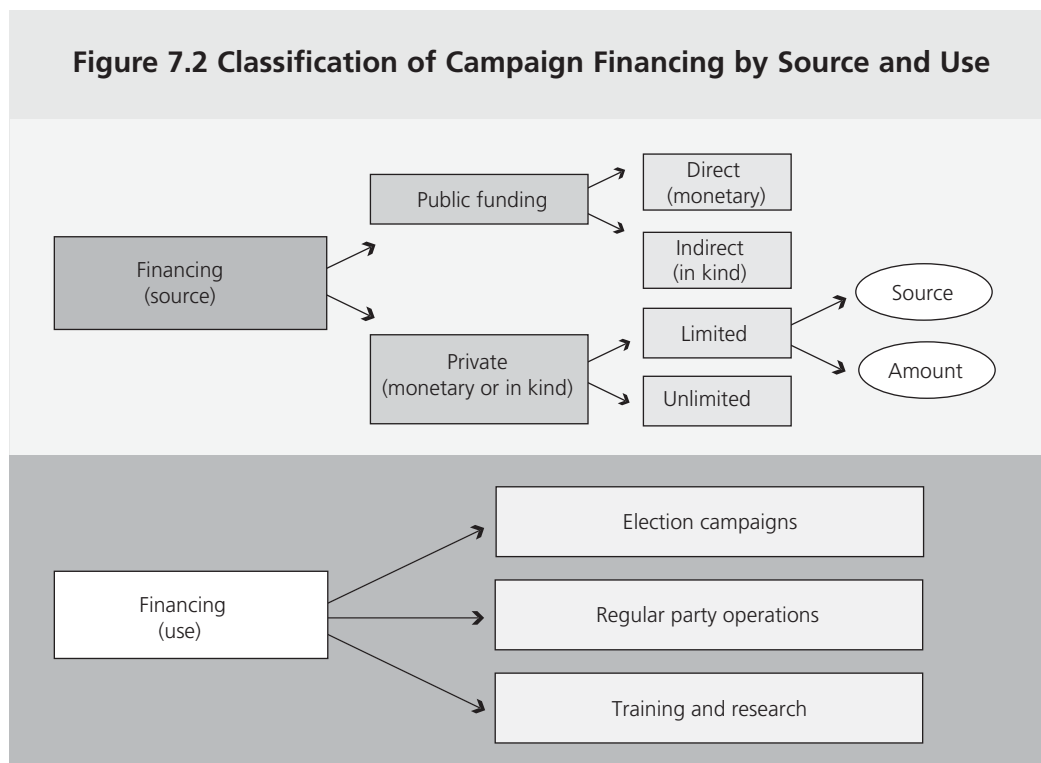 Figure 7.2 Classification of Campaign Financing by Source and Use
Public funding
Direct
(monetary)
Indirect
(in kind)
Financing
(source)
Private
(monetary or in kind)
Limited
Unlimited
Source
Amount
Financing
(use)
Election campaigns
Regular party operations
Training and research